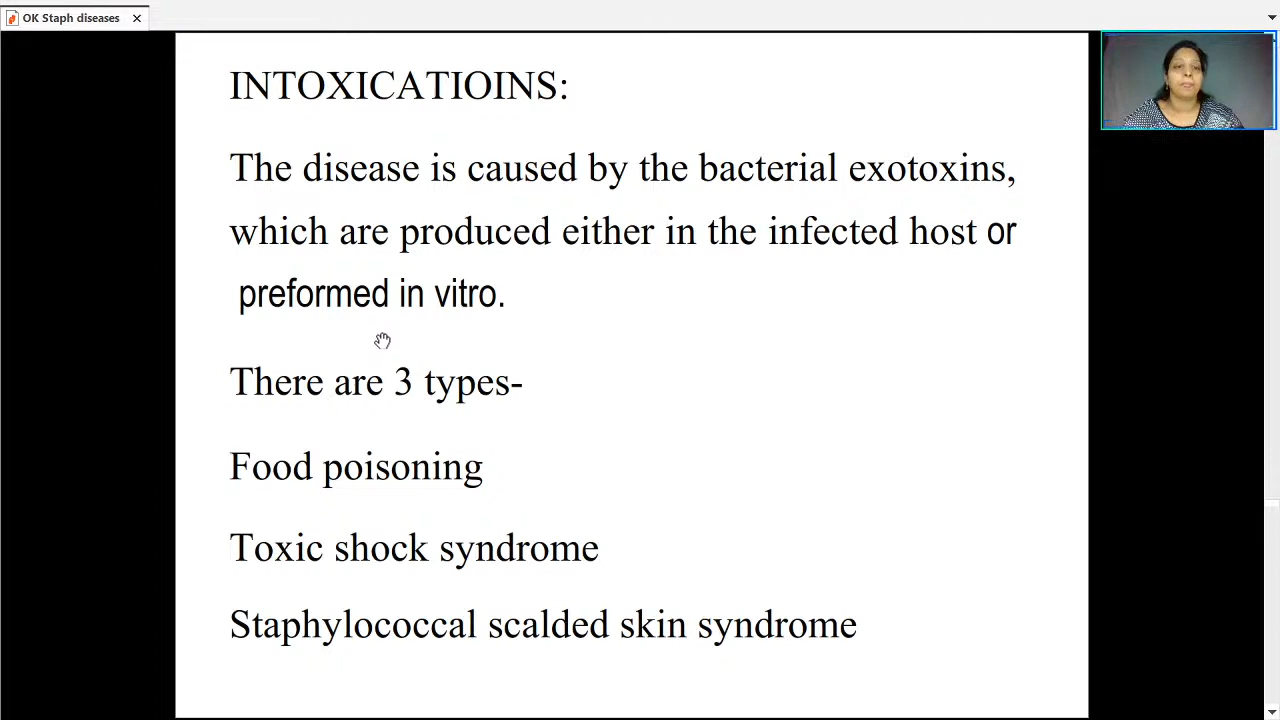 OK Staph diseases
INTOXICATIOINS:
The disease is caused by the bacterial exotoxins,
which are produced either in the infected host or
preformed in vitro.
There are 3 types-
Food poisoning
Toxic shock syndrome
Staphylococcal scalded skin syndrome